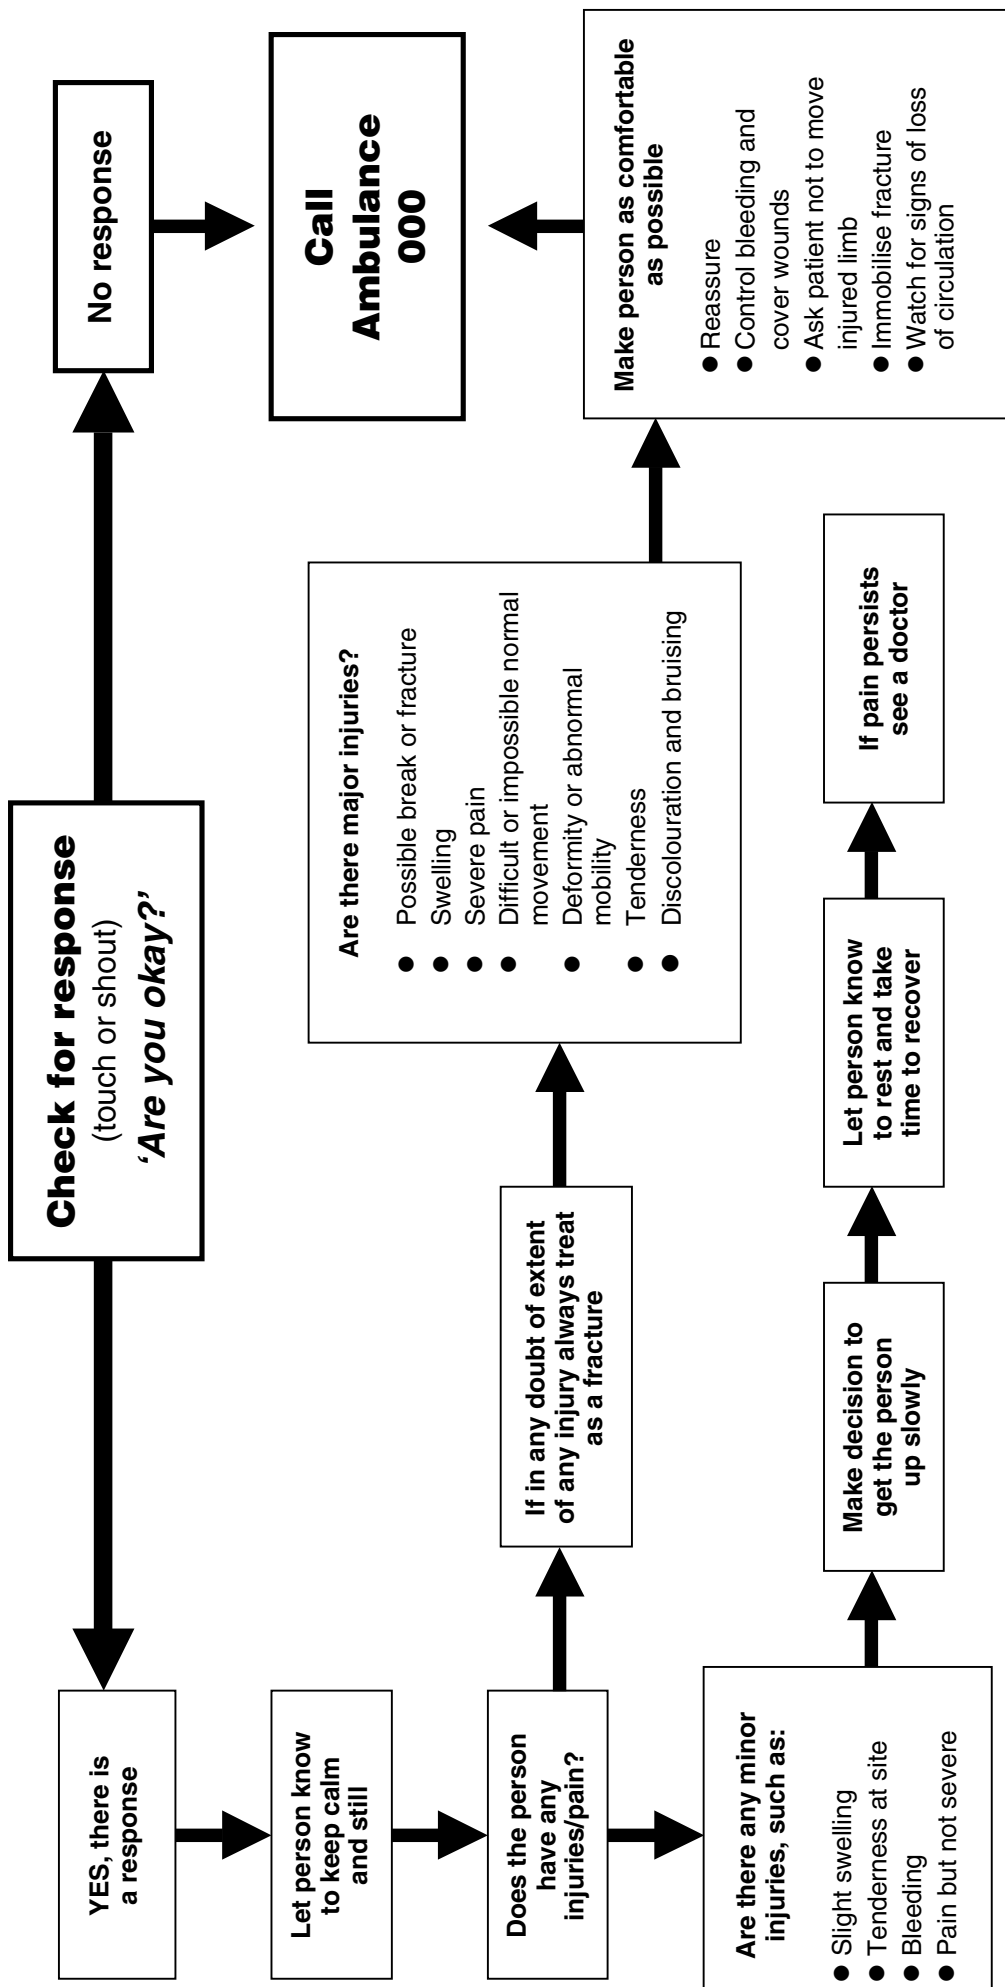 Check for response
(touch or shout)
‘Are you okay?’
No response
Call
Ambulance
000
YES, there is
a response
Let person know
to keep calm
and still
Does the person
have any
injuries/pain?
If in any doubt of extent
of any injury always treat
as a fracture
Are there major injuries?
● Possible break or fracture
● Swelling
● Severe pain
● Difficult or impossible normal
movement
● Deformity or abnormal
mobility
● Tenderness
● Discolouration and bruising
Make person as comfortable
as possible
● Reassure
● Control bleeding and
cover wounds
● Ask patient not to move
injured limb
● Immobilise fracture
● Watch for signs of loss
of circulation
Are there any minor
injuries, such as:
● Slight swelling
● Tenderness at site
● Bleeding
● Pain but not severe
Make decision to
get the person
up slowly
Let person know
to rest and take
time to recover
If pain persists
see a doctor